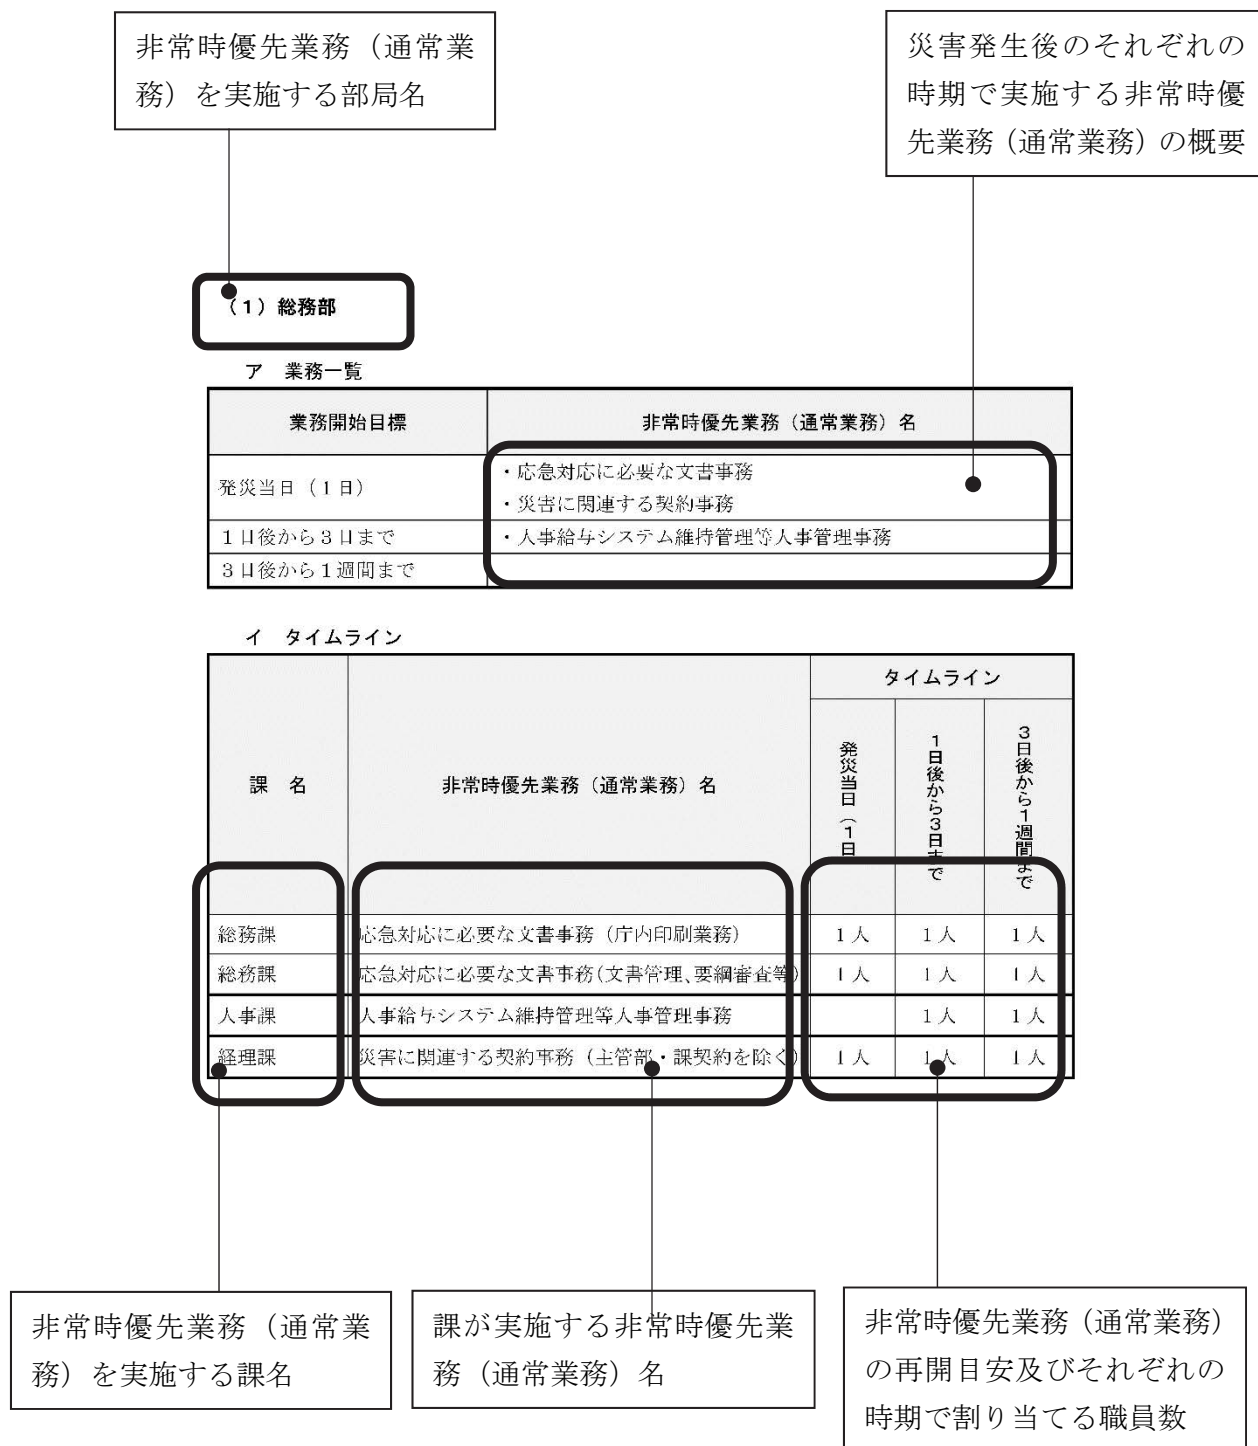 非常時優先業務（通常業
務）を実施する部局名
災害発生後のそれぞれの
時期で実施する非常時優
先業務（通常業務）の概要
（１）総務部
ア　業務一覧
業務開始目標　非常時優先業務（通常業務）名
発災当日（１日）
・応急対応に必要な文書事務
・災害に関連する契約事務
１日後から３日まで　・人事給与システム維持管理等人事管理事務
３日後から１週間まで
イ　タイムライン
課　名　非常時優先業務（通常業務）名
タイムライン
発災当日（１日
１日後から３日まで
３日後から１週間まで
総務課　応急対応に必要な文書事務（庁内印刷業務）　１人　１人　１人
総務課　応急対応に必要な文書事務（文書管理、要綱審査等）　１人　１人　１人
人事課　人事給与システム維持管理等人事管理事務　１人　１人
経理課　災害に関連する契約事務（主管部・課契約を除く）　１人　１人　１人
非常時優先業務（通常業
務）を実施する課名
課が実施する非常時優先業
務（通常業務）名
非常時優先業務（通常業務）
の再開目安及びそれぞれの
時期で割り当てる職員数